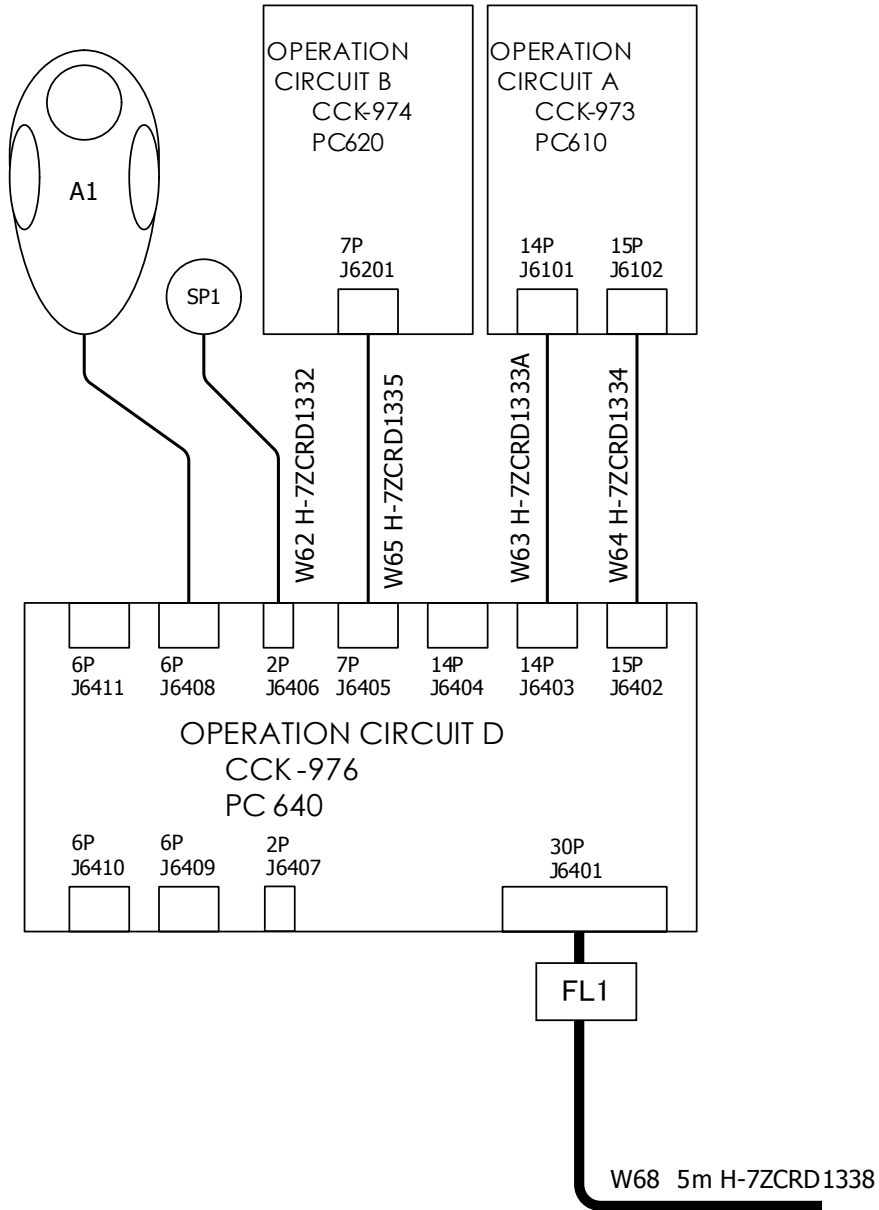 OPERATION
CIRCUIT B
CCK-974
PC620
OPERATION
CIRCUIT A
CCK-973
PC610
A1
7P
J6201
14P
J6101
15P
J6102
SP1
W62 H-7ZCRD1332
W65 H-7ZCRD1335
W63 H-7ZCRD1333A
W64 H-7ZCRD1334
6P
J6411
6P
J6408
2P
J6406
7P
J6405
14P
J6404
14P
J6403
15P
J6402
OPERATION CIRCUIT D
CCK-976
PC 640
6P
J6410
6P
J6409
2P
J6407
30P
J6401
FL1
W68 5m H-7ZCRD1338